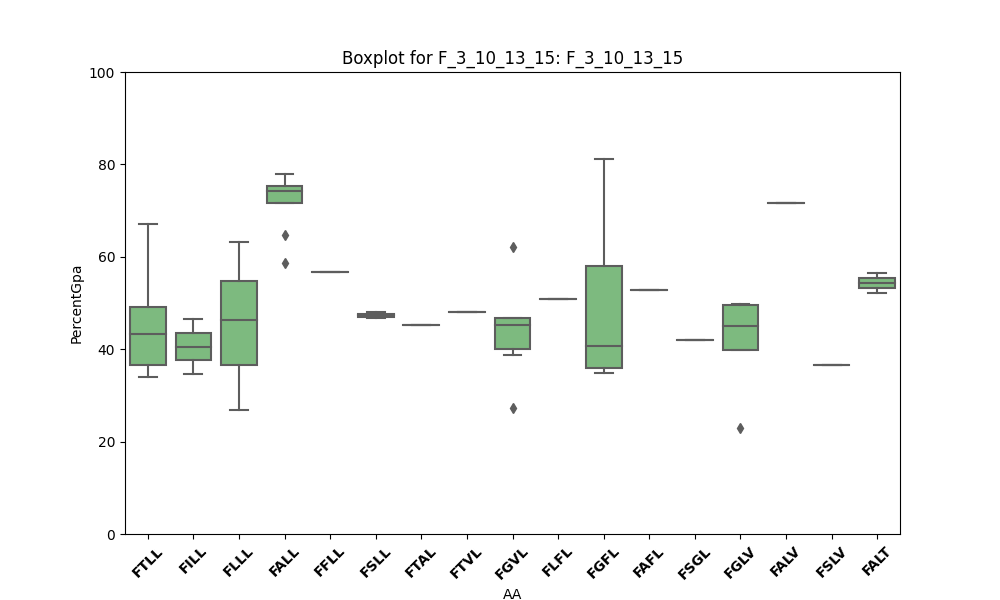 Boxplot for F_3_10_13_15: F_3_10_13_15
100
80
60
40
20
0
PercentGpa
FTLL FILL FLLL FALL FFLL FSLL FTAL FTVL FGVL FLFL FGFL FAFL FSGL FGLV FALV FSLV FALT
AA